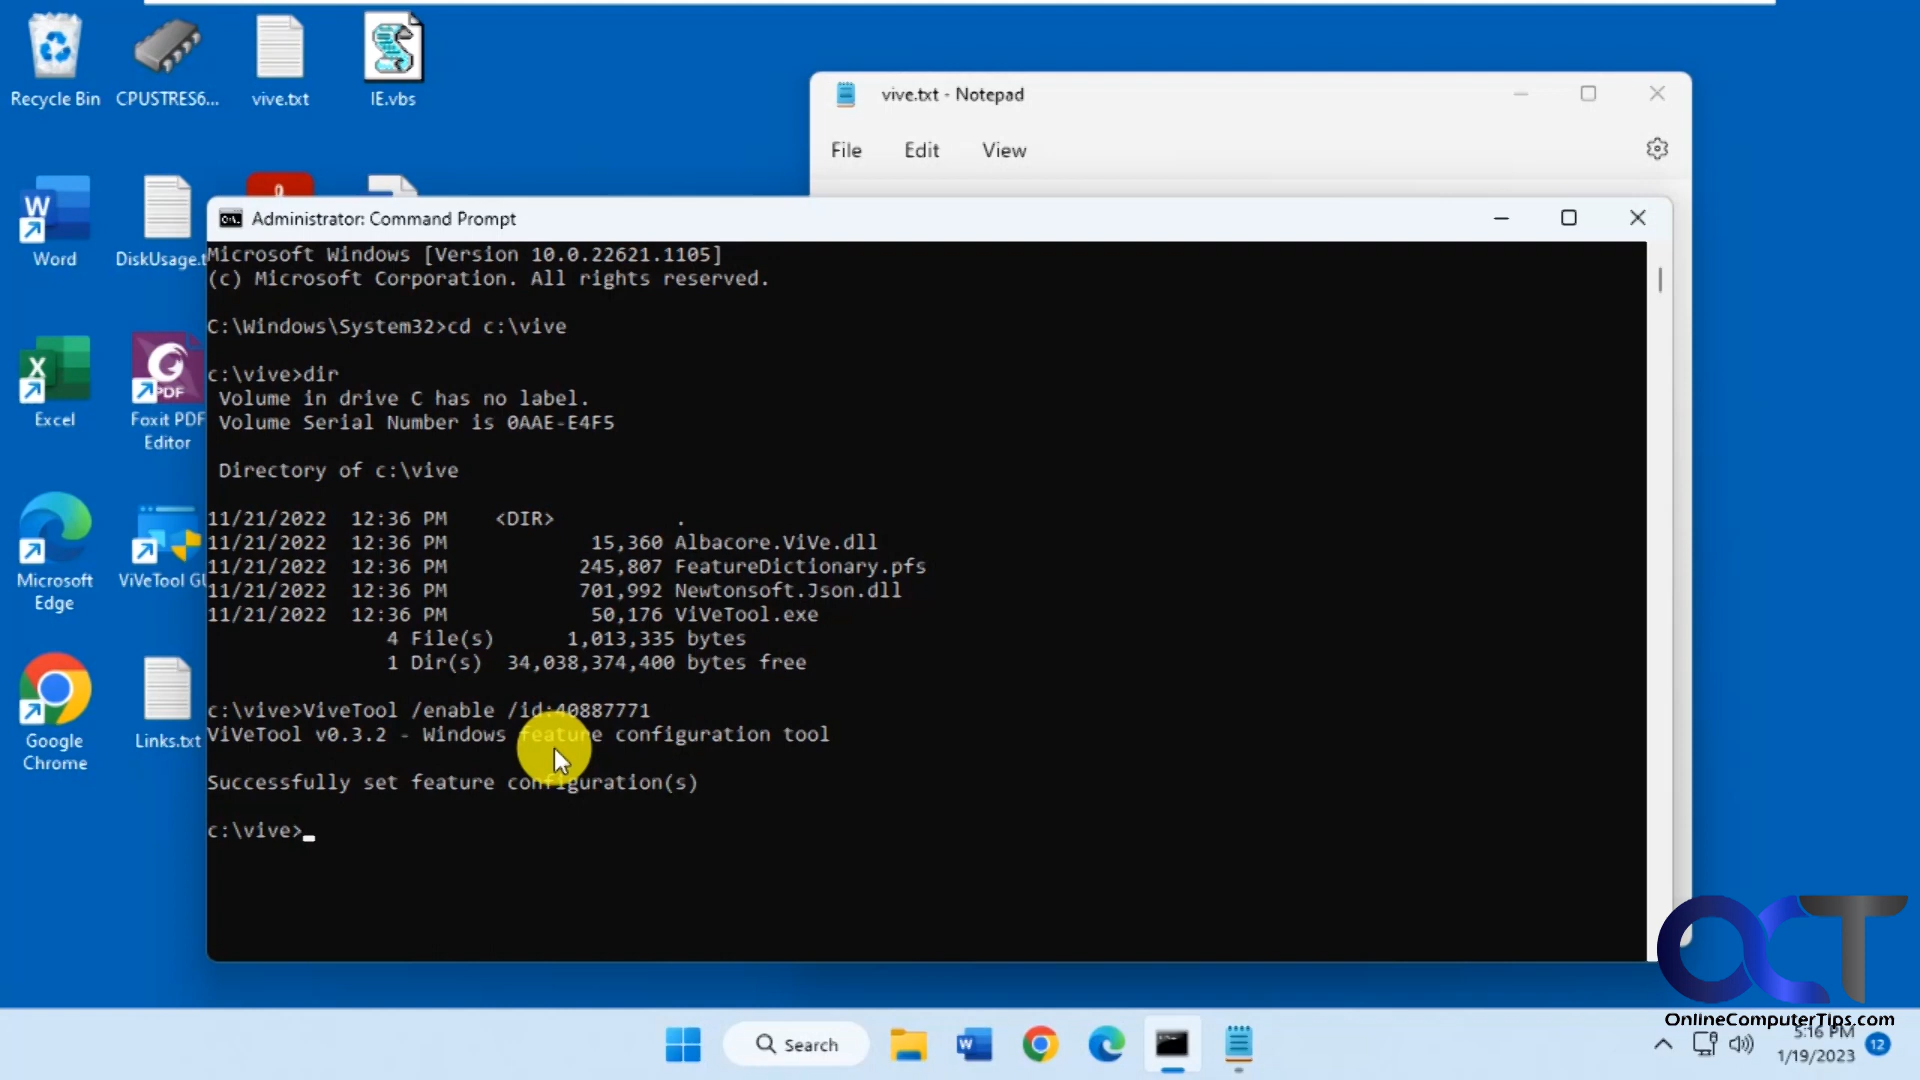 Recycle Bin
CPUSTRES6...
vive.txt
IE.vbs
Word
DiskUsage.t
Excel
Foxit PDF
Editor
Microsoft
Edge
ViVeTool GU
Google
Chrome
Links.txt
vive.txt - Notepad
File Edit View
Administrator: Command Prompt
Microsoft Windows [Version 10.0.22621.1105]
(c) Microsoft Corporation. All rights reserved.
C:\Windows\System32>cd c:\vive
c:\vive>dir
Volume in drive C has no label.
Volume Serial Number is 0AAE-E4F5
Directory of c:\vive
11/21/2022 12:36 PM <DIR> .
11/21/2022 12:36 PM 15,360 Albacore.ViVe.dll
11/21/2022 12:36 PM 245,807 FeatureDictionary.pfs
11/21/2022 12:36 PM 701,992 Newtonsoft.Json.dll
11/21/2022 12:36 PM 50,176 ViVeTool.exe
4 File(s) 1,013,335 bytes
1 Dir(s) 34,038,374,400 bytes free
c:\vive>ViveTool /enable /id:40887771
ViVeTool v0.3.2 - Windows feature configuration tool
Successfully set feature configuration(s)
c:\vive>_
OCT
OnlineComputerTips.com
Search
5:16 PM
1/19/2023
12